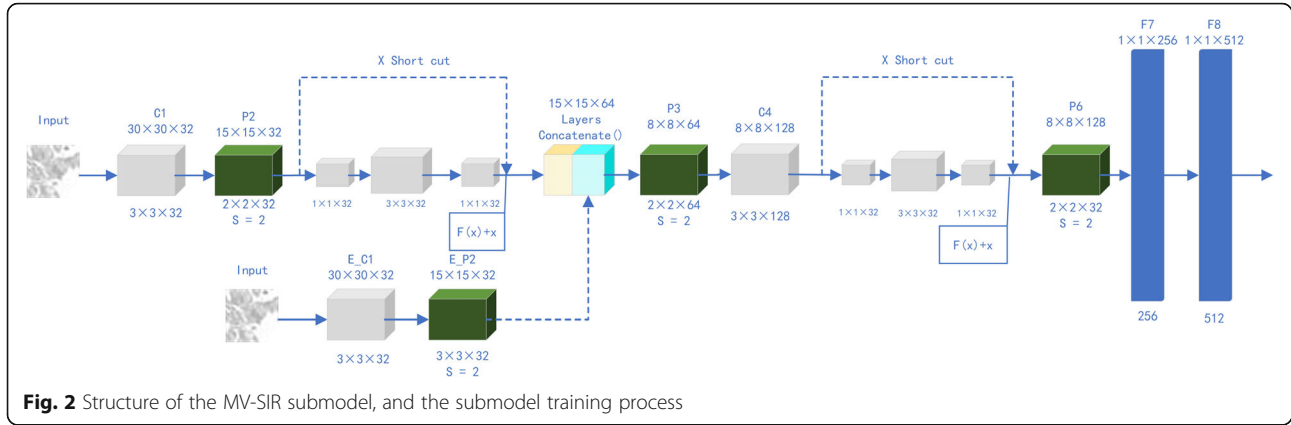 F7
1×1×256
F8
1×1×512
X Short cut
X Short cut
Input
C1
30×30×32
P2
15×15×32
15×15×64
Layers
Concatenate()
P3
8×8×64
C4
8×8×128
P6
8×8×128
3×3×32
2×2×32
S = 2
1×1×32
3×3×32
1×1×32
F(x)+x
2×2×64
S = 2
3×3×128
1×1×32
3×3×32
1×1×32
F(x)+x
2×2×32
S = 2
256
512
Input
E_C1
30×30×32
E_P2
15×15×32
3×3×32
3×3×32
S = 2
Fig. 2 Structure of the MV-SIR submodel, and the submodel training process